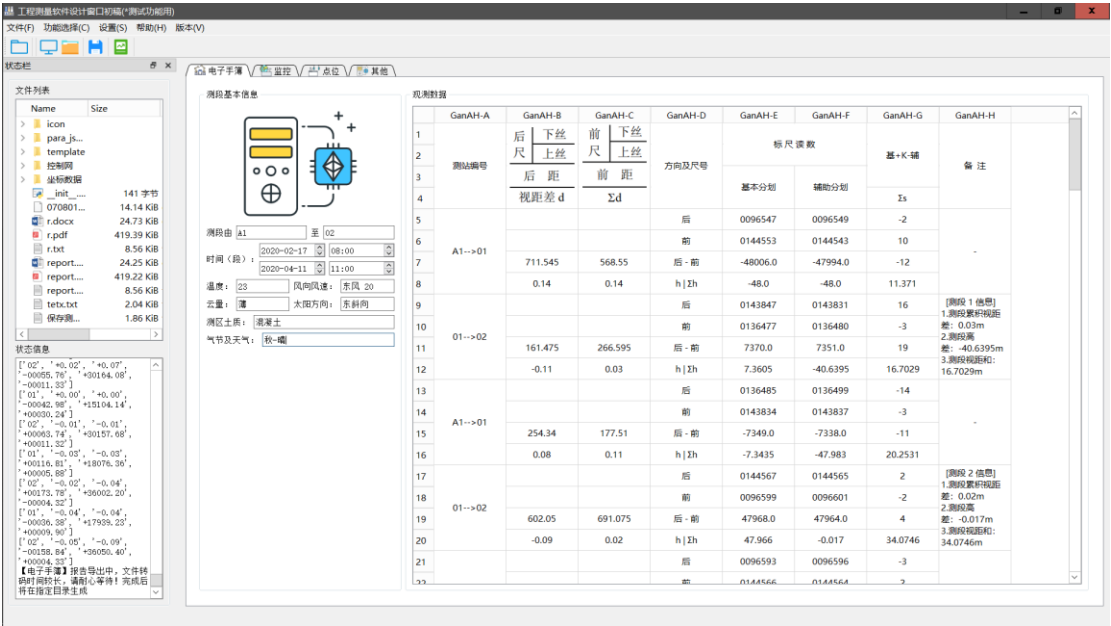 工程测量软件设计窗口初稿(*测试功能用)
文件(F) 功能选择(C) 设置(S) 帮助(H) 版本(V)
状态栏
文件列表
Name Size
icon
para_js...
template
控制网
坐标数据
__init__.... 141 字节
070801... 14.14 KiB
r.docx 24.73 KiB
r.pdf 419.39 KiB
r.txt 8.56 KiB
report.... 24.25 KiB
report.... 419.22 KiB
report.... 8.56 KiB
tetx.txt 2.04 KiB
保存测... 1.86 KiB
状态信息
['02', '+0.02', '+0.07',
'-00055.76', '+30164.08',
'-00011.33']
['01', '+0.00', '+0.00',
'-00042.98', '+15104.14',
'+00030.24']
['02', '-0.01', '-0.01',
'+00063.74', '+30157.68',
'+00011.32']
['01', '-0.03', '-0.03',
'+00116.81', '+18076.36',
'+00005.88']
['02', '-0.02', '-0.04',
'+00173.78', '+36002.20',
'-00004.32']
['01', '-0.04', '-0.04',
'-00036.38', '+17939.23',
'+00009.90']
['02', '-0.05', '-0.09',
'-00158.84', '+36050.40',
'+00004.33']
【电子手薄】报告导出中，文件转
码时间较长，请耐心等待！完成后
将在指定目录生成
电子手薄 监控 点位 其他
测段基本信息
测段由 A1 至 02
时间（段）： 2020-02-17 08:00
2020-04-11 11:00
温度： 23 风向风速： 东风 20
云量： 薄 太阳方向： 东斜向
测区土质： 混凝土
气节及天气： 秋-晴
观测数据
GanAH-A GanAH-B GanAH-C GanAH-D GanAH-E GanAH-F GanAH-G GanAH-H
1 2 3 4
测站编号
后尺 下丝 上丝
后 距
视距差 d
前尺 下丝 上丝
前 距
Σd
方向及尺号
标 尺 读 数
基本分划 辅助分划
基+K-辅
Σs
备 注
5 后 0096547 0096549 -2
6 前 0144553 0144543 10
A1-->01 -
7 711.545 568.55 后 - 前 -48006.0 -47994.0 -12
8 0.14 0.14 h | Σh -48.0 -48.0 11.371
9 后 0143847 0143831 16
10 前 0136477 0136480 -3
01-->02
11 161.475 266.595 后 - 前 7370.0 7351.0 19
12 -0.11 0.03 h | Σh 7.3605 -40.6395 16.7029
[测段 1 信息]
1.测段累积视距
差：0.03m
2.测段高
差：-40.6395m
3.测段视距和：
16.7029m
13 后 0136485 0136499 -14
14 前 0143834 0143837 -3
A1-->01 -
15 254.34 177.51 后 - 前 -7349.0 -7338.0 -11
16 0.08 0.11 h | Σh -7.3435 -47.983 20.2531
17 后 0144567 0144565 2
18 前 0096599 0096601 -2
01-->02
19 602.05 691.075 后 - 前 47968.0 47964.0 4
20 -0.09 0.02 h | Σh 47.966 -0.017 34.0746
[测段 2 信息]
1.测段累积视距
差：0.02m
2.测段高
差：-0.017m
3.测段视距和：
34.0746m
21 后 0096593 0096596 -3
22 前 0144566 0144564 2